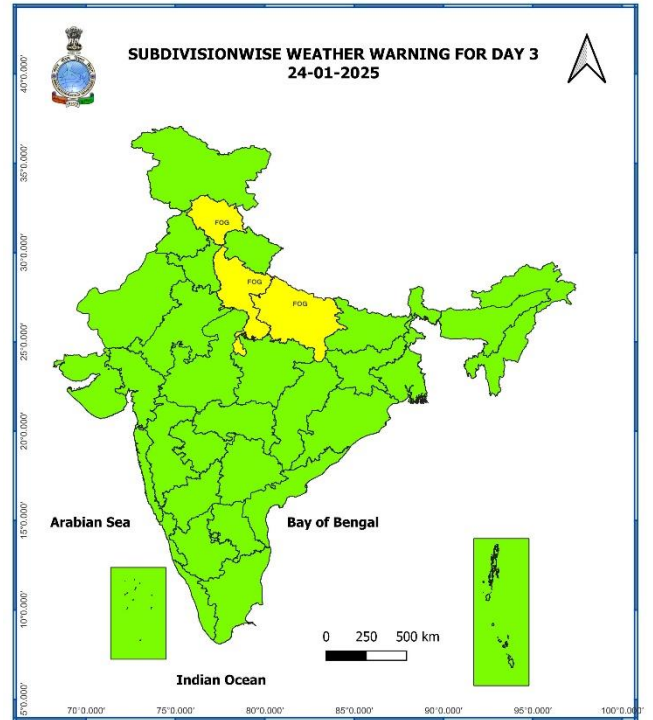 SUBDIVISIONWISE WEATHER WARNING FOR DAY 3
24-01-2025
40°0.000'
35°0.000'
30°0.000'
25°0.000'
20°0.000'
15°0.000'
10°0.000'
5°0.000'
FOG
FOG
FOG
Arabian Sea
Bay of Bengal
0 250 500 km
Indian Ocean
70°0.000' 75°0.000' 80°0.000' 85°0.000' 90°0.000' 95°0.000' 100°0.000'